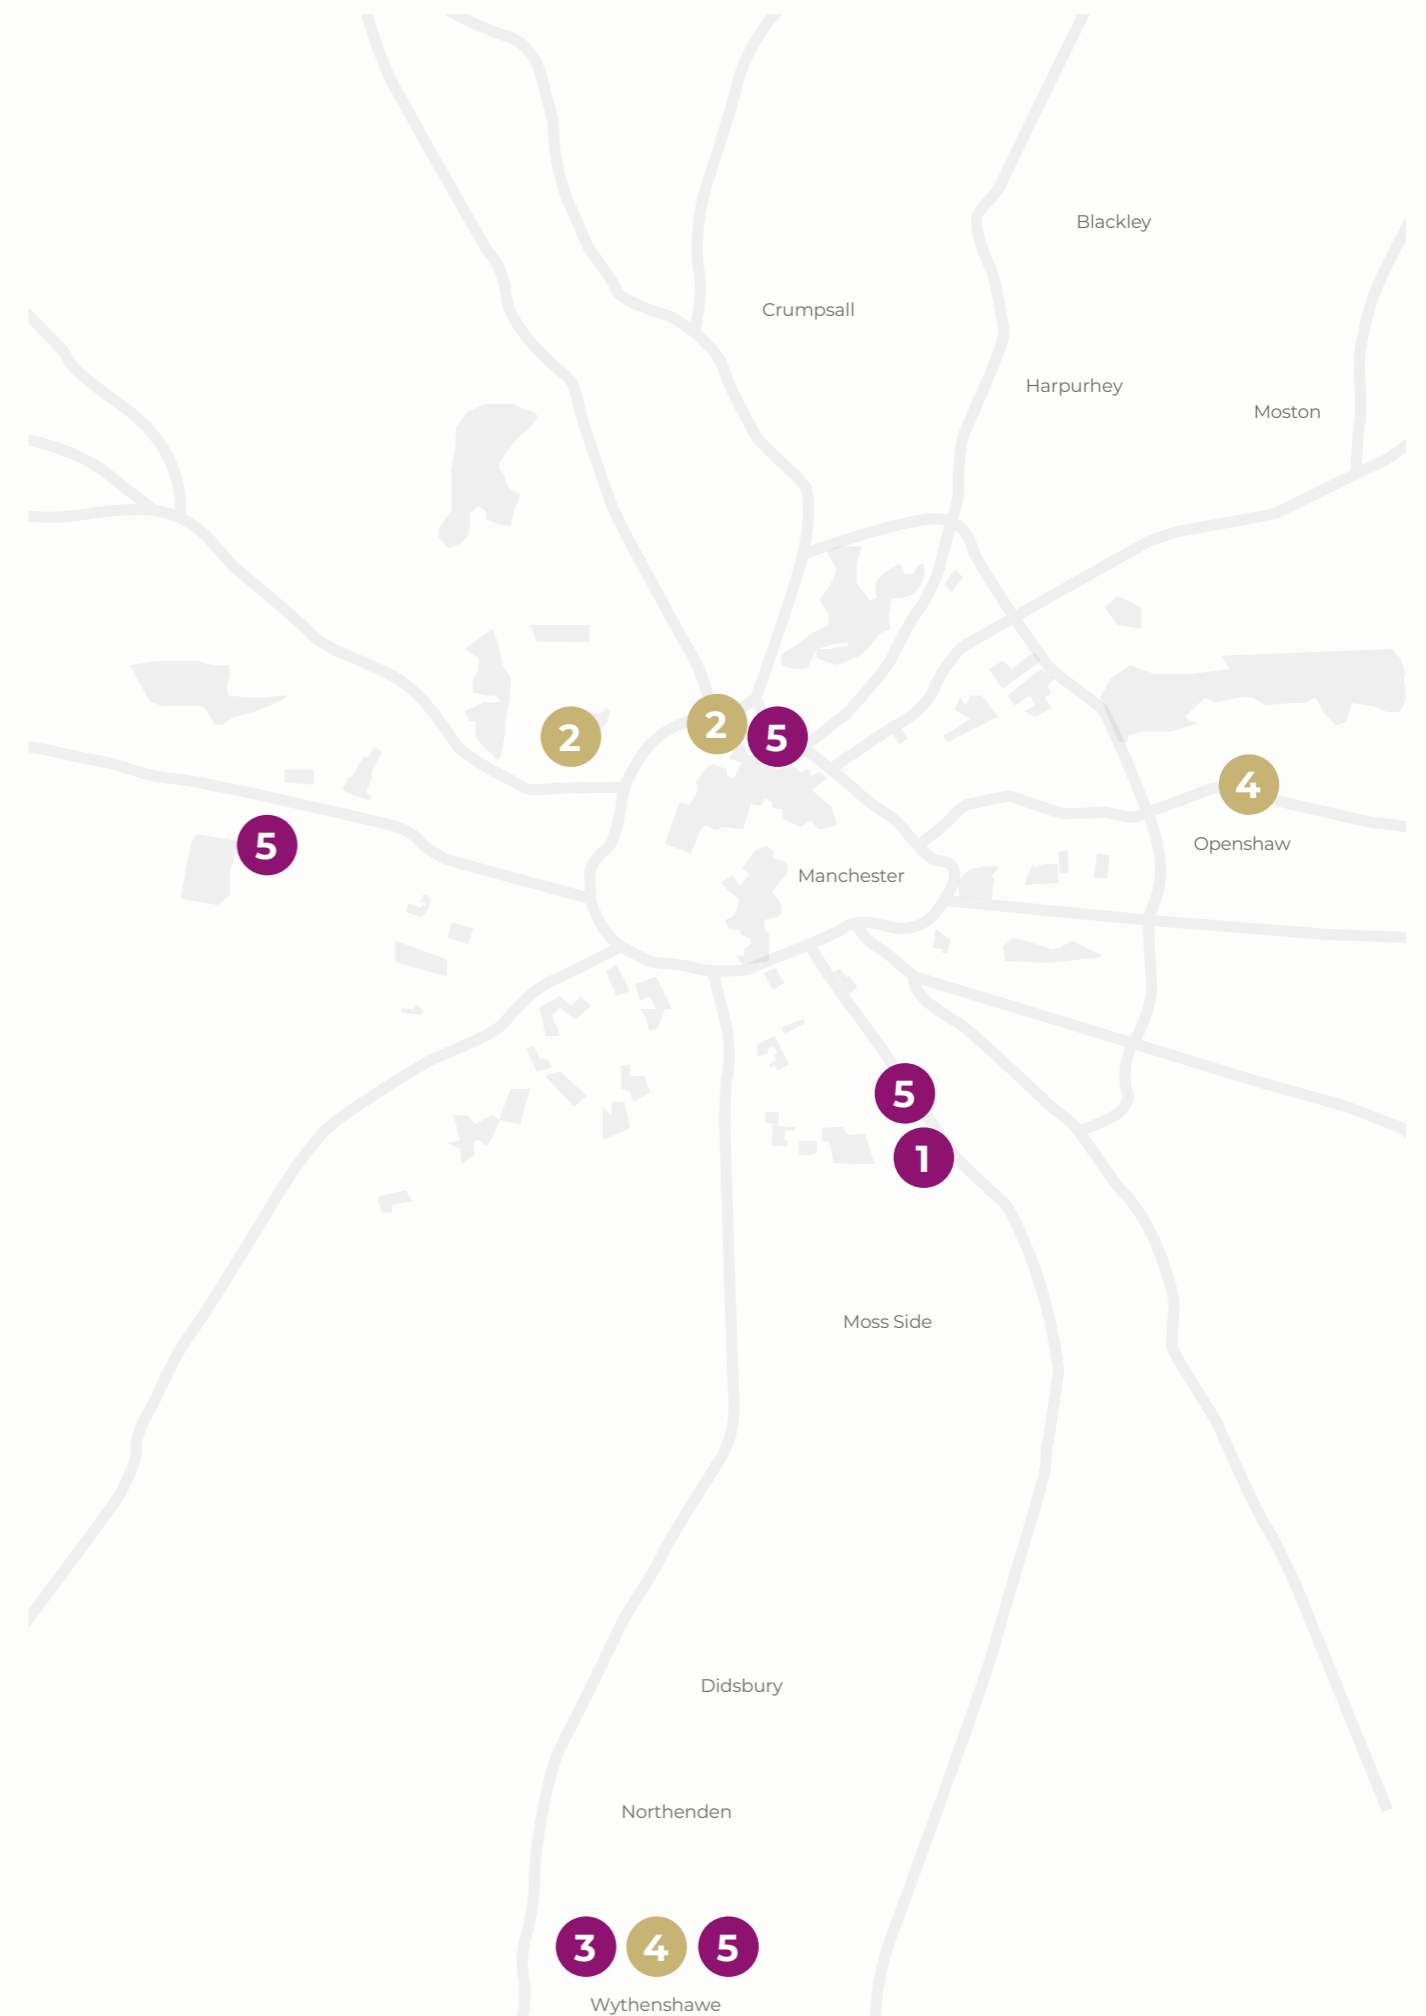 Blackley
Crumpsall
Harpurhey
Moston
2
2
5
4
5
Openshaw
Manchester
5
1
Moss Side
Didsbury
Northenden
3 4 5
Wythenshawe